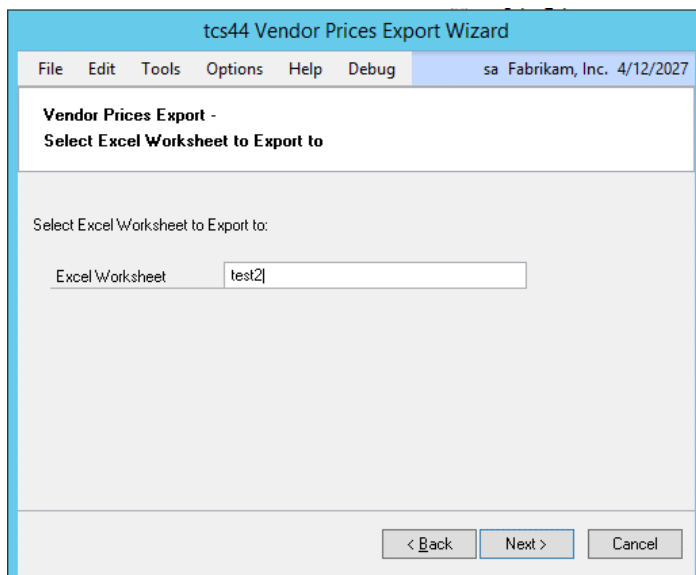 tcs44 Vendor Prices Export Wizard
File Edit Tools Options Help Debug sa Fabrikam, Inc. 4/12/2027
Vendor Prices Export -
Select Excel Worksheet to Export to
Select Excel Worksheet to Export to:
Excel Worksheet test2
< Back Next > Cancel